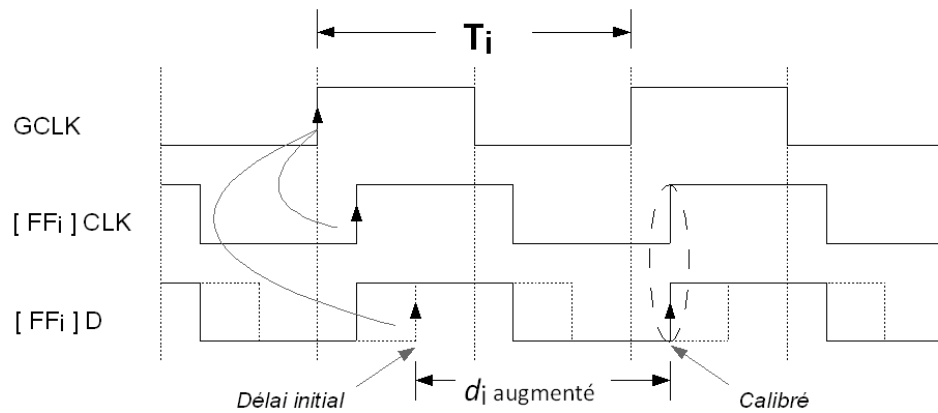 Ti
GCLK
[ FFi ] CLK
[ FFi ] D
Délai initial
di augmenté
Calibré